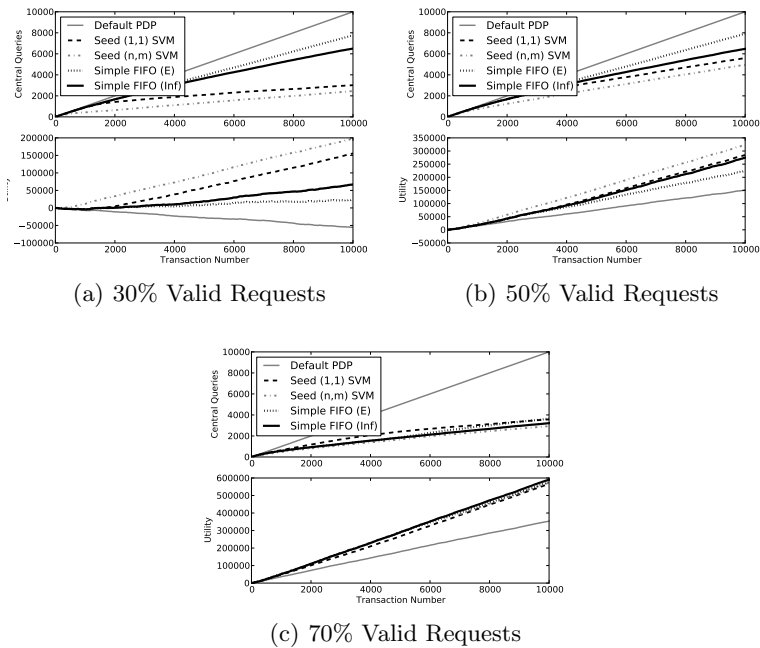 10000
8000
6000
4000
2000
0
Central Queries
Default PDP
Seed (1,1) SVM
Seed (n,m) SVM
Simple FIFO (E)
Simple FIFO (Inf)
0 2000 4000 6000 8000 10000
200000
150000
100000
50000
0
−50000
−100000
0 2000 4000 6000 8000 10000
Transaction Number
(a) 30% Valid Requests
10000
8000
6000
4000
2000
0
Central Queries
Default PDP
Seed (1,1) SVM
Seed (n,m) SVM
Simple FIFO (E)
Simple FIFO (Inf)
0 2000 4000 6000 8000 10000
350000
300000
250000
200000
150000
100000
50000
0
−50000
Utility
0 2000 4000 6000 8000 10000
Transaction Number
(b) 50% Valid Requests
10000
8000
6000
4000
2000
0
Central Queries
Default PDP
Seed (1,1) SVM
Seed (n,m) SVM
Simple FIFO (E)
Simple FIFO (Inf)
0 2000 4000 6000 8000 10000
600000
500000
400000
300000
200000
100000
0
Utility
0 2000 4000 6000 8000 10000
Transaction Number
(c) 70% Valid Requests